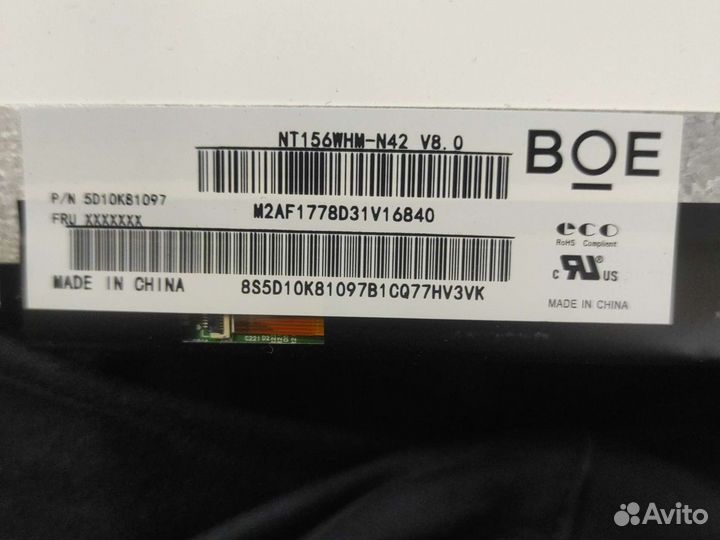 NT156WHM-N42 V8.0
BOE
P/N 5D10K81097
FRU XXXXXXX
M2AF1778D31V16840
eco
RoHS Compliant
c RU US
MADE IN CHINA
8S5D10K81097B1CQ77HV3VK
MADE IN CHINA
Avito